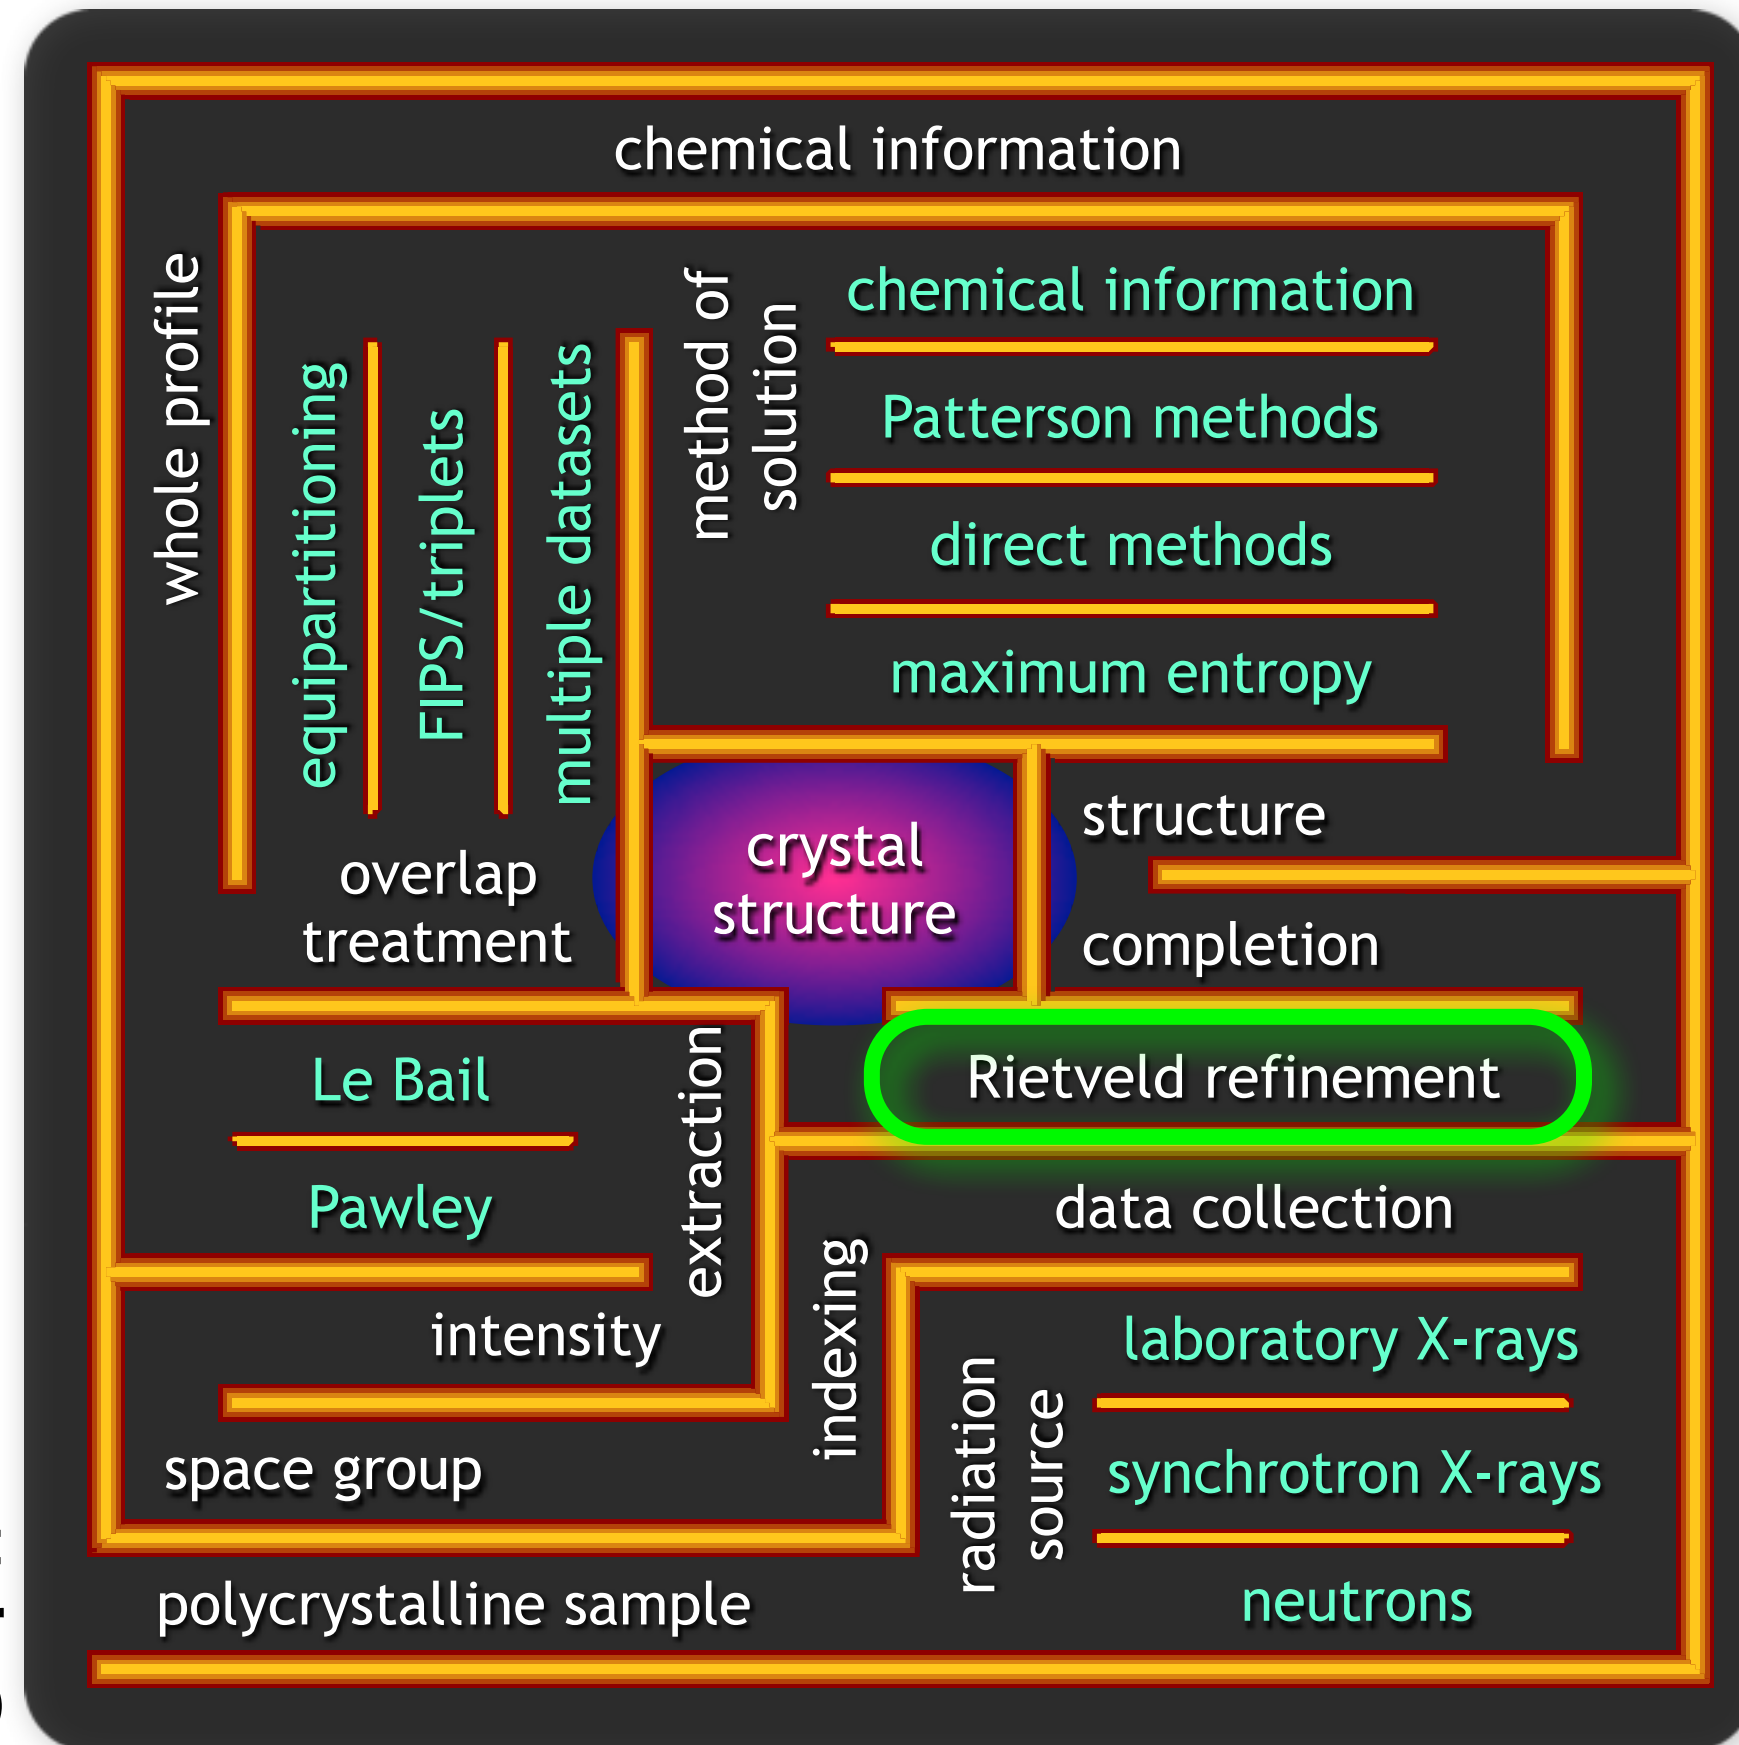 chemical information
whole profile
equipartitioning
FIPS/triplets
multiple datasets
method of
solution
chemical information
Patterson methods
direct methods
maximum entropy
overlap
treatment
crystal
structure
structure
completion
Le Bail
Pawley
extraction
intensity
Rietveld refinement
data collection
indexing
space group
radiation
source
laboratory X-rays
synchrotron X-rays
neutrons
polycrystalline sample